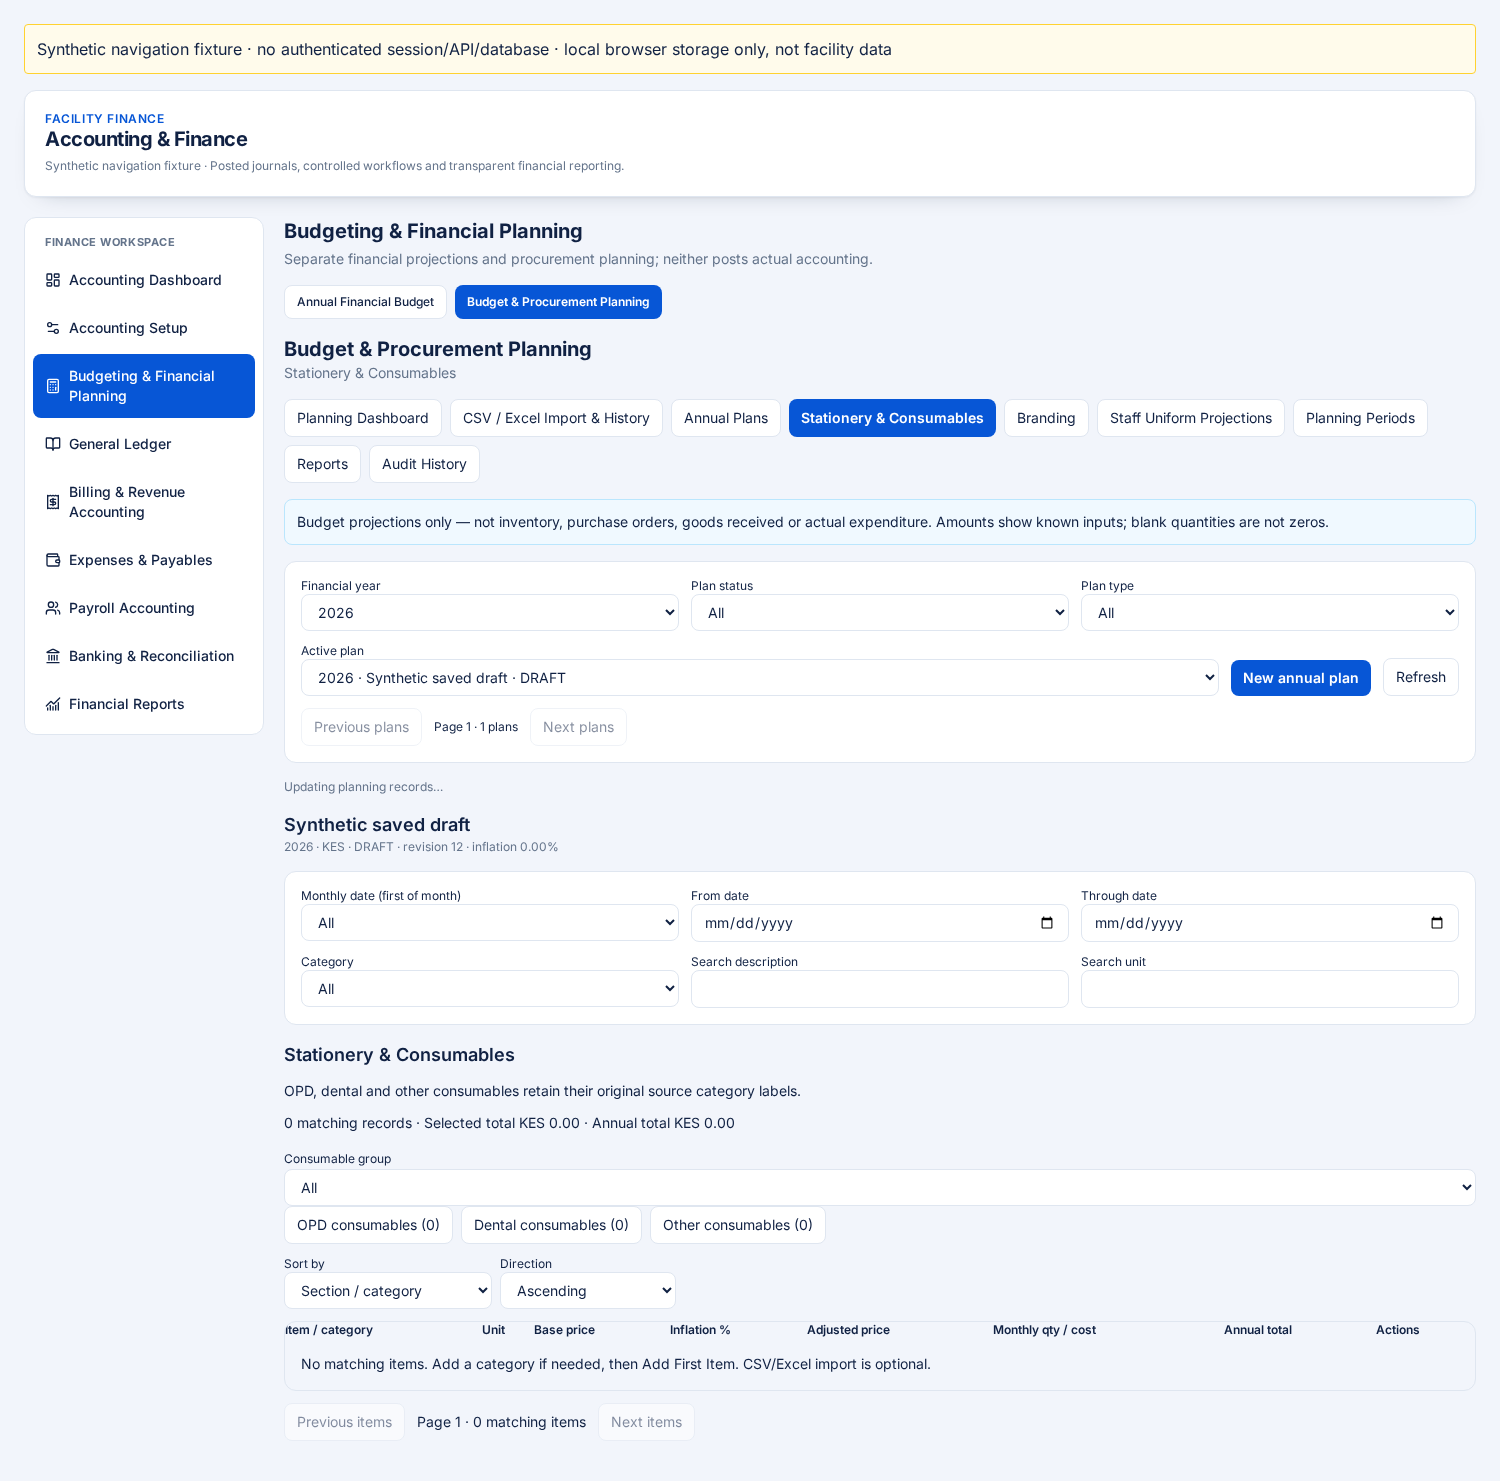 Synthetic navigation fixture · no authenticated session/API/database · local browser storage only, not facility data
FACILITY FINANCE
Accounting & Finance
Synthetic navigation fixture · Posted journals, controlled workflows and transparent financial reporting.
FINANCE WORKSPACE
Accounting Dashboard
Accounting Setup
Budgeting & Financial
Planning
General Ledger
Billing & Revenue
Accounting
Expenses & Payables
Payroll Accounting
Banking & Reconciliation
Financial Reports
Budgeting & Financial Planning
Separate financial projections and procurement planning; neither posts actual accounting.
Annual Financial Budget Budget & Procurement Planning
Budget & Procurement Planning
Stationery & Consumables
Planning Dashboard CSV / Excel Import & History Annual Plans Stationery & Consumables Branding Staff Uniform Projections Planning Periods
Reports Audit History
Budget projections only — not inventory, purchase orders, goods received or actual expenditure. Amounts show known inputs; blank quantities are not zeros.
Financial year Plan status Plan type
2026 All All
Active plan
2026 · Synthetic saved draft · DRAFT New annual plan Refresh
Previous plans Page 1 · 1 plans Next plans
Updating planning records...
Synthetic saved draft
2026 · KES · DRAFT · revision 12 · inflation 0.00%
Monthly date (first of month) From date Through date
All mm/dd/yyyy mm/dd/yyyy
Category Search description Search unit
All
Stationery & Consumables
OPD, dental and other consumables retain their original source category labels.
0 matching records · Selected total KES 0.00 · Annual total KES 0.00
Consumable group
All
OPD consumables (0) Dental consumables (0) Other consumables (0)
Sort by Direction
Section / category Ascending
Item / category Unit Base price Inflation % Adjusted price Monthly qty / cost Annual total Actions
No matching items. Add a category if needed, then Add First Item. CSV/Excel import is optional.
Previous items Page 1 · 0 matching items Next items